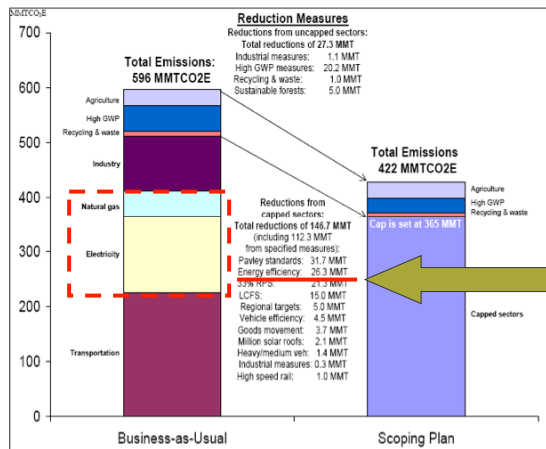 MMTCO2E
700
600
500
400
300
200
100
0
Reduction Measures
Reductions from uncapped sectors:
Total reductions of 27.3 MMT
Industrial measures: 1.1 MMT
High GWP measures: 20.2 MMT
Recycling & waste: 1.0 MMT
Sustainable forests: 5.0 MMT
Total Emissions:
596 MMTCO2E
Agriculture
High GWP
Recycling & waste
Industry
Natural gas
Electricity
Transportation
Reductions from
capped sectors:
Total reductions of 146.7 MMT
(including 112.3 MMT
from specified measures):
Pavley standards: 31.7 MMT
Energy efficiency: 26.3 MMT
33% RPS: 21.3 MMT
LCFS: 15.0 MMT
Regional targets: 5.0 MMT
Vehicle efficiency: 4.5 MMT
Goods movement: 3.7 MMT
Million solar roofs: 2.1 MMT
Heavy/medium veh: 1.4 MMT
Industrial measures: 0.3 MMT
High speed rail: 1.0 MMT
Total Emissions
422 MMTCO2E
Agriculture
High GWP
Recycling & waste
Cap is set at 365 MMT
Capped sectors
Business-as-Usual
Scoping Plan